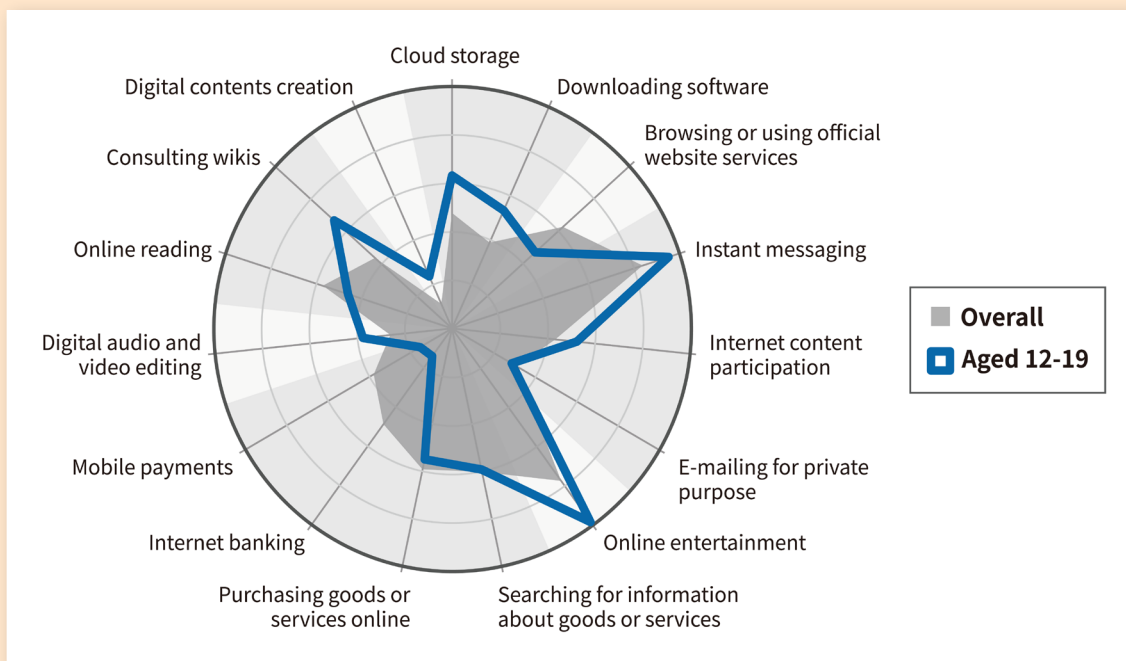 Cloud storage
Digital contents creation
Downloading software
Consulting wikis
Browsing or using official
website services
Online reading
Instant messaging
Digital audio and
video editing
Internet content
participation
Overall
Aged 12-19
Mobile payments
E-mailing for private
purpose
Internet banking
Online entertainment
Purchasing goods or
services online
Searching for information
about goods or services